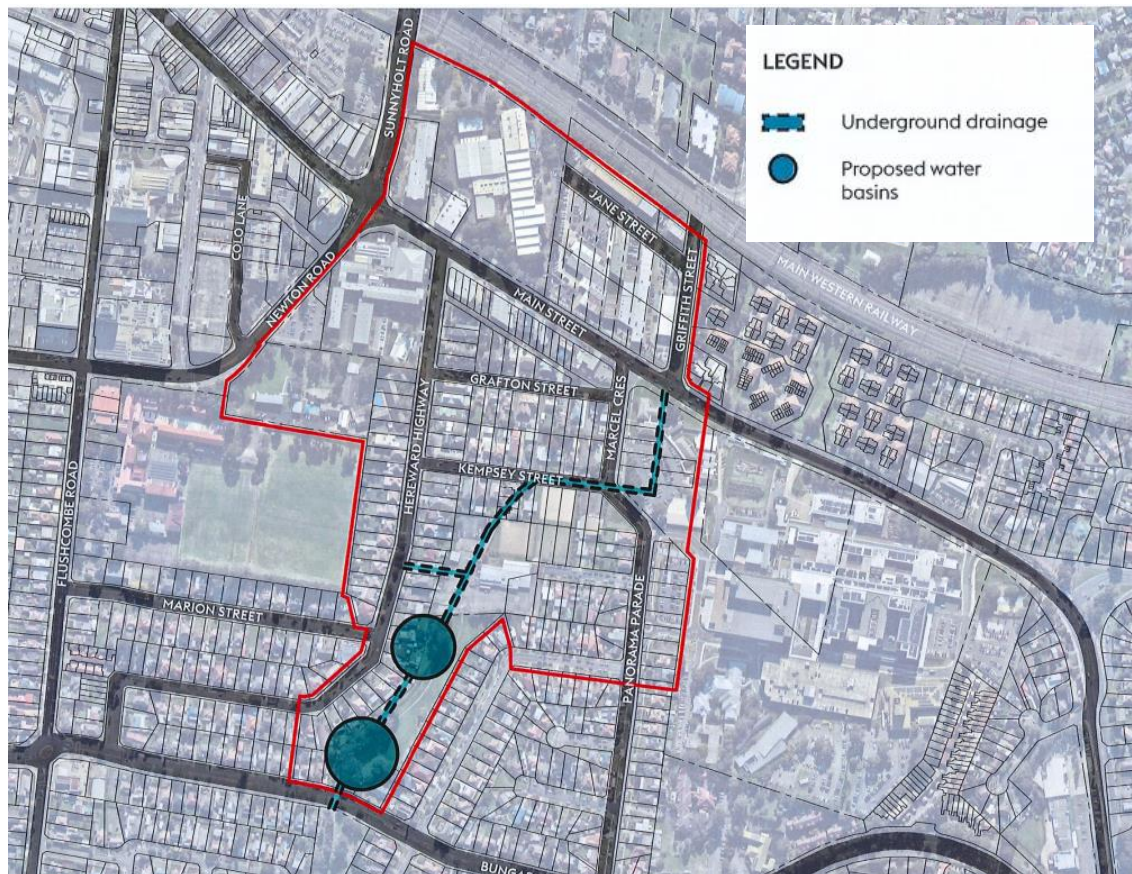 LEGEND
Underground drainage
Proposed water
basins
SUNNYHOLT ROAD
COLO LANE
NEWTON ROAD
JANE STREET
GRIFFITH STREET
MAIN WESTERN RAILWAY
MAIN STREET
GRAFTON STREET
MARCEL CRES
HEREWARD HIGHWAY
KEMPSEY STREET
FLUSHCOMBE ROAD
MARION STREET
PANORAMA PARADE